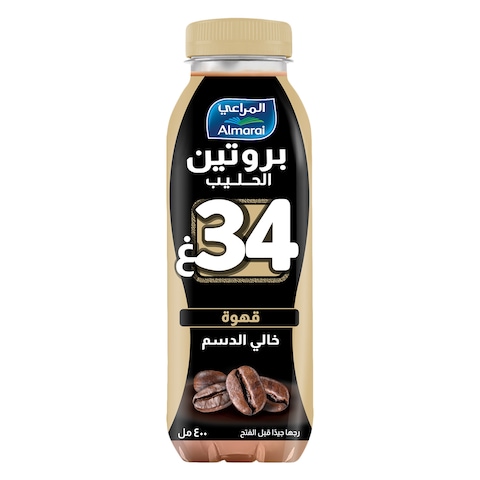 المراعي
Almarai
بروتين
الحليب
34غ
قهوة
خالي الدسم
رجها جيدًا قبل الفتح
٤٠٠ مل